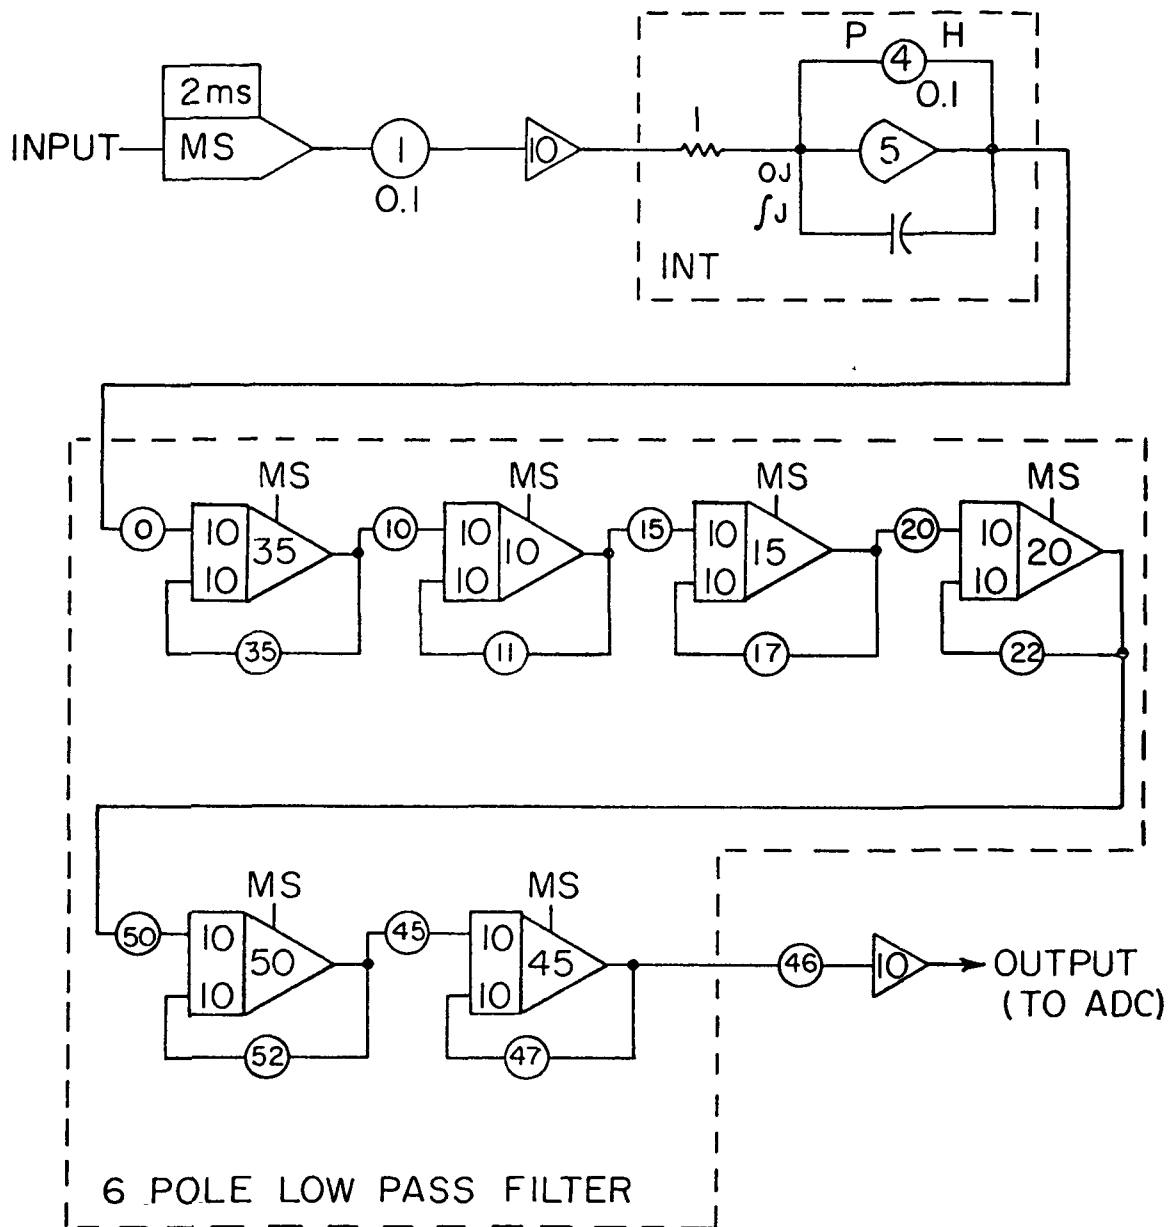 2ms
INPUT MS 1 10
0.1
P 4 H
0.1
1
5
0J
∫J
INT
MS MS MS MS
0 10 35 10 10 10 15 10 15 20 10 20
10 10 10 10
35 11 17 22
MS MS
50 10 50 45 10 45 46 10 OUTPUT
10 10 (TO ADC)
52 47
6 POLE LOW PASS FILTER